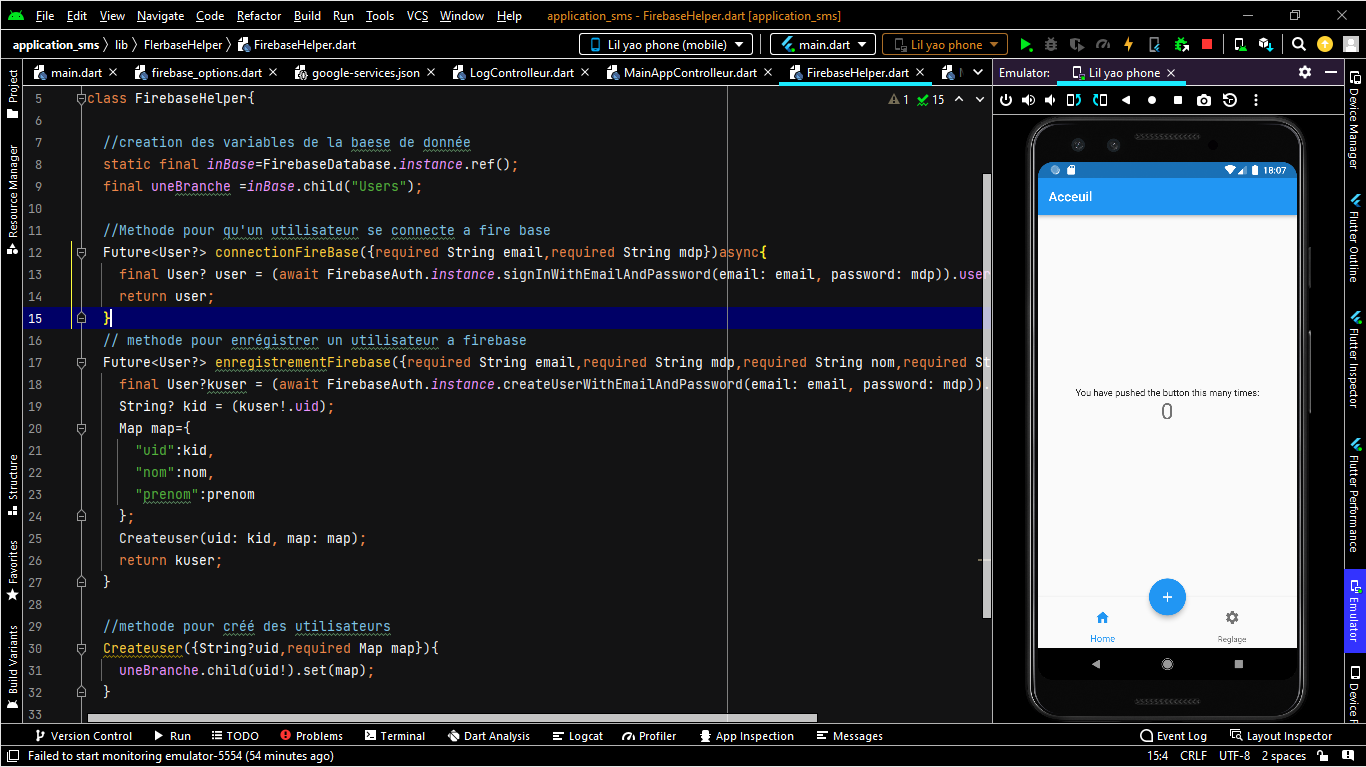 File Edit View Navigate Code Refactor Build Run Tools VCS Window Help application_sms - FirebaseHelper.dart [application_sms]
application_sms lib FlerbaseHelper FirebaseHelper.dart Lil yao phone (mobile) main.dart Lil yao phone
main.dart firebase_options.dart google-services.json LogControlleur.dart MainAppControlleur.dart FirebaseHelper.dart
Emulator: Lil yao phone
Project
Resource Manager
Structure
Favorites
Build Variants
1 15
5 class FirebaseHelper{
6
7 //creation des variables de la baese de donnée
8 static final inBase=FirebaseDatabase.instance.ref();
9 final uneBranche =inBase.child("Users");
10
11 //Methode pour qu'un utilisateur se connecte a fire base
12 Future<User?> connectionFireBase({required String email,required String mdp})async{
13 final User? user = (await FirebaseAuth.instance.signInWithEmailAndPassword(email: email, password: mdp)).user
14 return user;
15 }
16 // methode pour enrégistrer un utilisateur a firebase
17 Future<User?> enregistrementFirebase({required String email,required String mdp,required String nom,required St
18 final User?kuser = (await FirebaseAuth.instance.createUserWithEmailAndPassword(email: email, password: mdp)).
19 String? kid = (kuser!.uid);
20 Map map={
21 "uid":kid,
22 "nom":nom,
23 "prenom":prenom
24 };
25 Createuser(uid: kid, map: map);
26 return kuser;
27 }
28
29 //methode pour créé des utilisateurs
30 Createuser({String?uid,required Map map}){
31 uneBranche.child(uid!).set(map);
32 }
33
18:07
Acceuil
You have pushed the button this many times:
0
+
Home
Reglage
Device Manager
Flutter Outline
Flutter Inspector
Flutter Performance
Emulator
Version Control Run TODO Problems Terminal Dart Analysis Logcat Profiler App Inspection Messages Event Log Layout Inspector
Failed to start monitoring emulator-5554 (54 minutes ago) 15:4 CRLF UTF-8 2 spaces